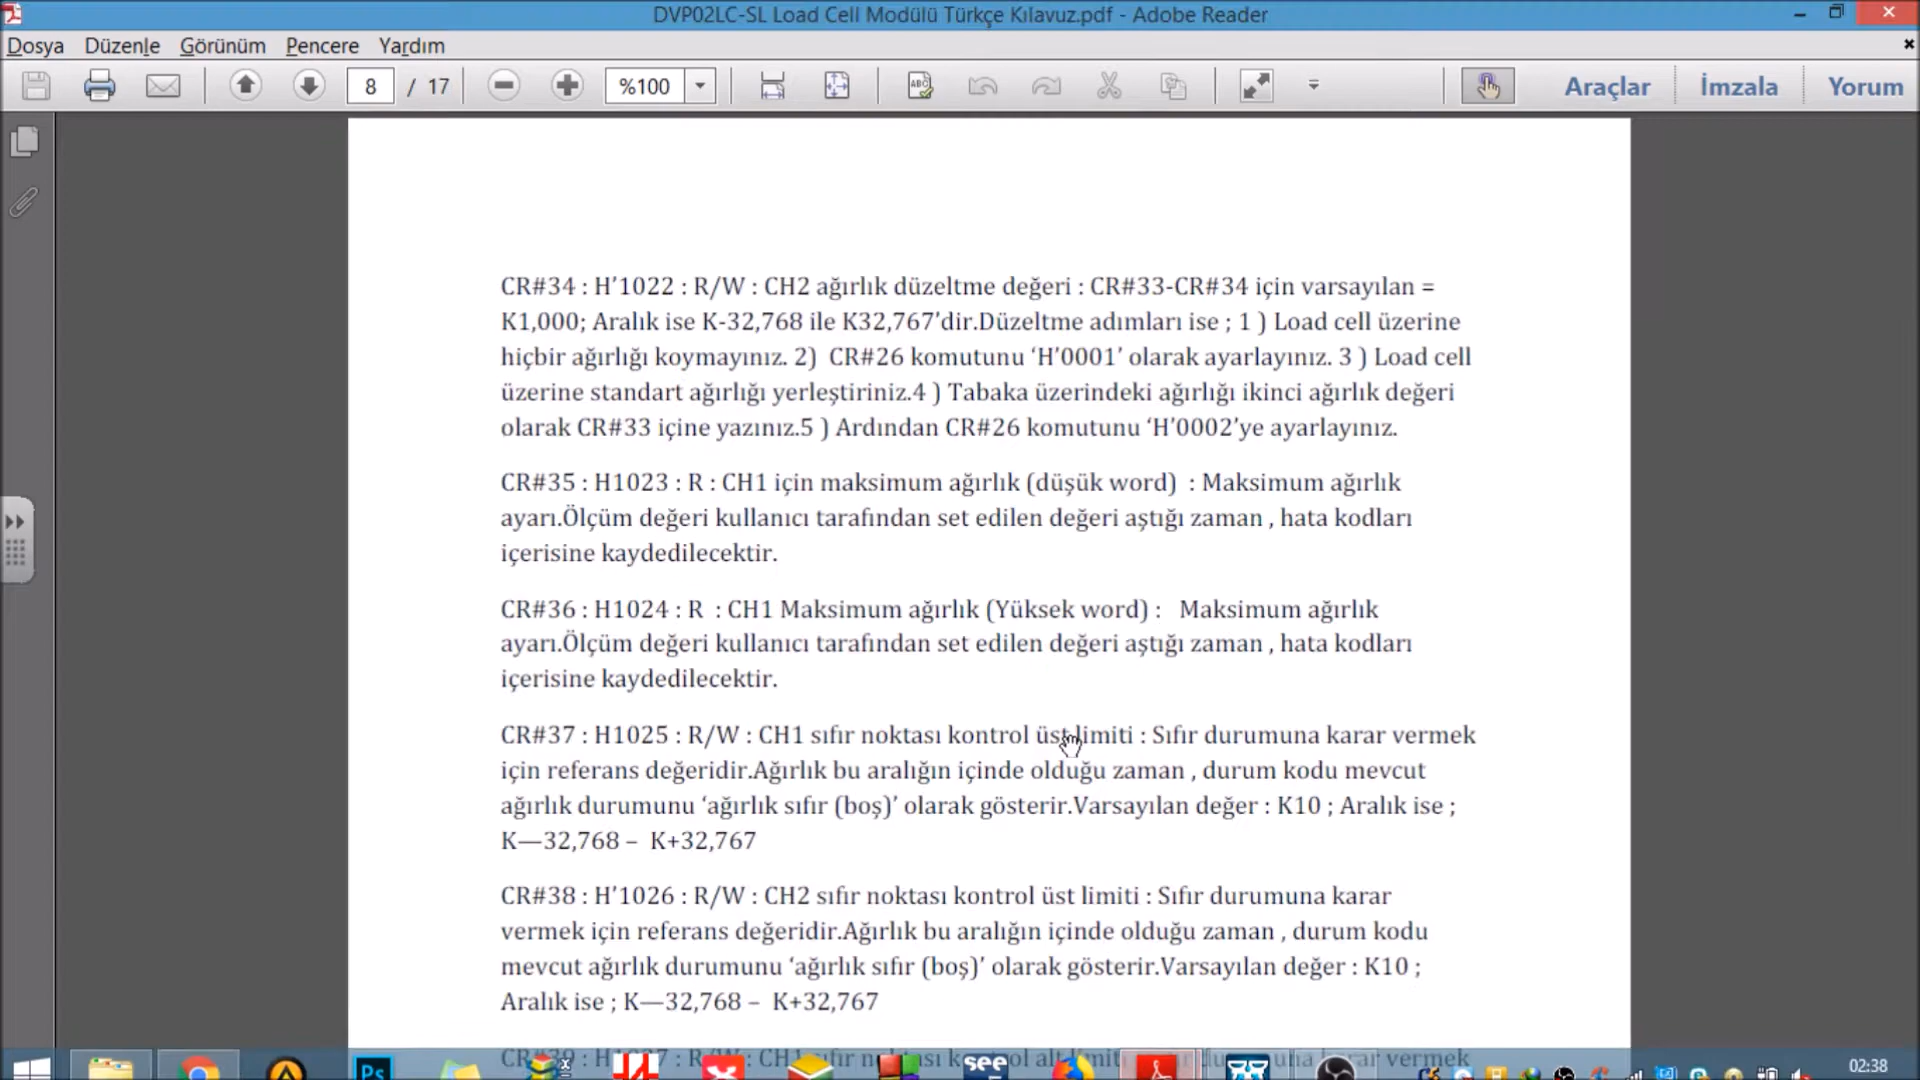 DVP02LC-SL Load Cell Modülü Türkçe Kılavuz.pdf - Adobe Reader
Dosya Düzenle Görünüm Pencere Yardım
8 / 17 %100 Araçlar İmzala Yorum
CR#34 : H'1022 : R/W : CH2 ağırlık düzeltme değeri : CR#33-CR#34 için varsayılan =
K1,000; Aralık ise K-32,768 ile K32,767'dir.Düzeltme adımları ise ; 1 ) Load cell üzerine
hiçbir ağırlığı koymayınız. 2) CR#26 komutunu 'H'0001' olarak ayarlayınız. 3 ) Load cell
üzerine standart ağırlığı yerleştiriniz.4 ) Tabaka üzerindeki ağırlığı ikinci ağırlık değeri
olarak CR#33 içine yazınız.5 ) Ardından CR#26 komutunu 'H'0002'ye ayarlayınız.
CR#35 : H1023 : R : CH1 için maksimum ağırlık (düşük word) : Maksimum ağırlık
ayarı.Ölçüm değeri kullanıcı tarafından set edilen değeri aştığı zaman , hata kodları
içerisine kaydedilecektir.
CR#36 : H1024 : R : CH1 Maksimum ağırlık (Yüksek word) : Maksimum ağırlık
ayarı.Ölçüm değeri kullanıcı tarafından set edilen değeri aştığı zaman , hata kodları
içerisine kaydedilecektir.
CR#37 : H1025 : R/W : CH1 sıfır noktası kontrol üst limiti : Sıfır durumuna karar vermek
için referans değeridir.Ağırlık bu aralığın içinde olduğu zaman , durum kodu mevcut
ağırlık durumunu 'ağırlık sıfır (boş)' olarak gösterir.Varsayılan değer : K10 ; Aralık ise ;
K—32,768 – K+32,767
CR#38 : H'1026 : R/W : CH2 sıfır noktası kontrol üst limiti : Sıfır durumuna karar
vermek için referans değeridir.Ağırlık bu aralığın içinde olduğu zaman , durum kodu
mevcut ağırlık durumunu 'ağırlık sıfır (boş)' olarak gösterir.Varsayılan değer : K10 ;
Aralık ise ; K—32,768 – K+32,767
CH1 karar vermek
Ps see 02:38